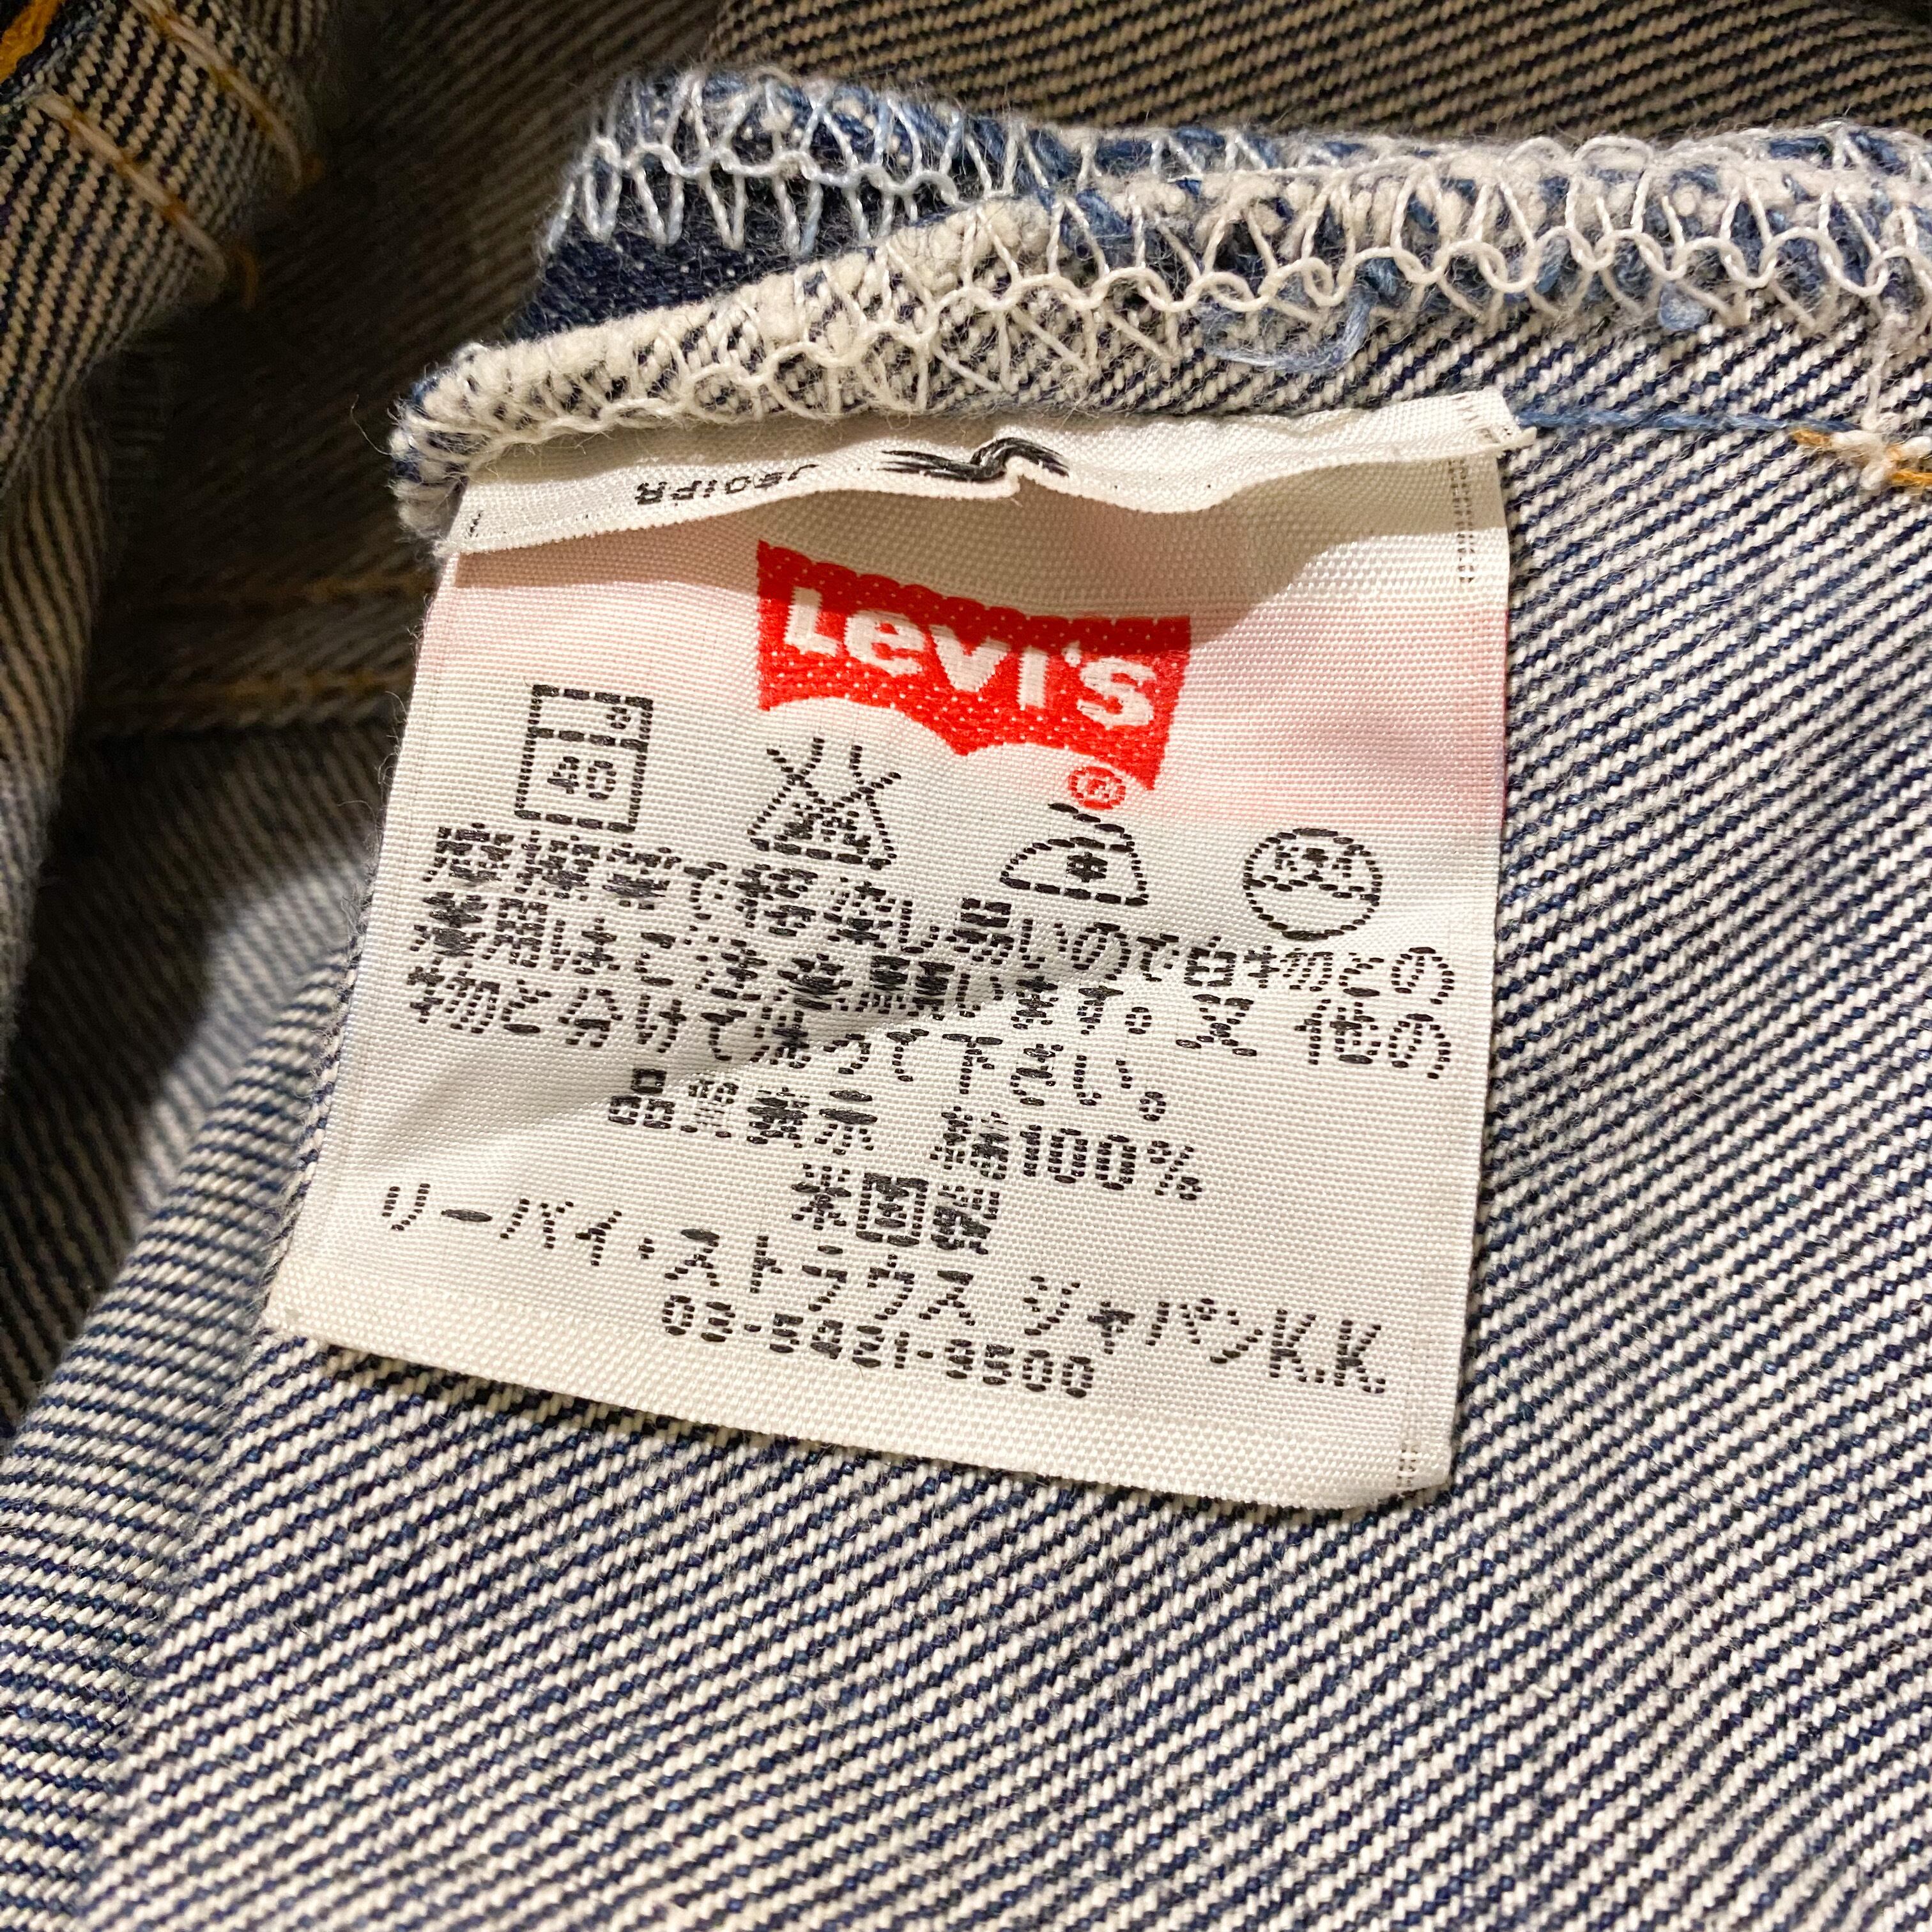 Levi's
®
40
湿摩擦で移染し易いので白物との
着用はご注意願います。又 他の
物と分けて洗って下さい。
品質表示 綿100%
米国製
リーバイ・ストラウス ジャパンK.K.
03-5421-9500